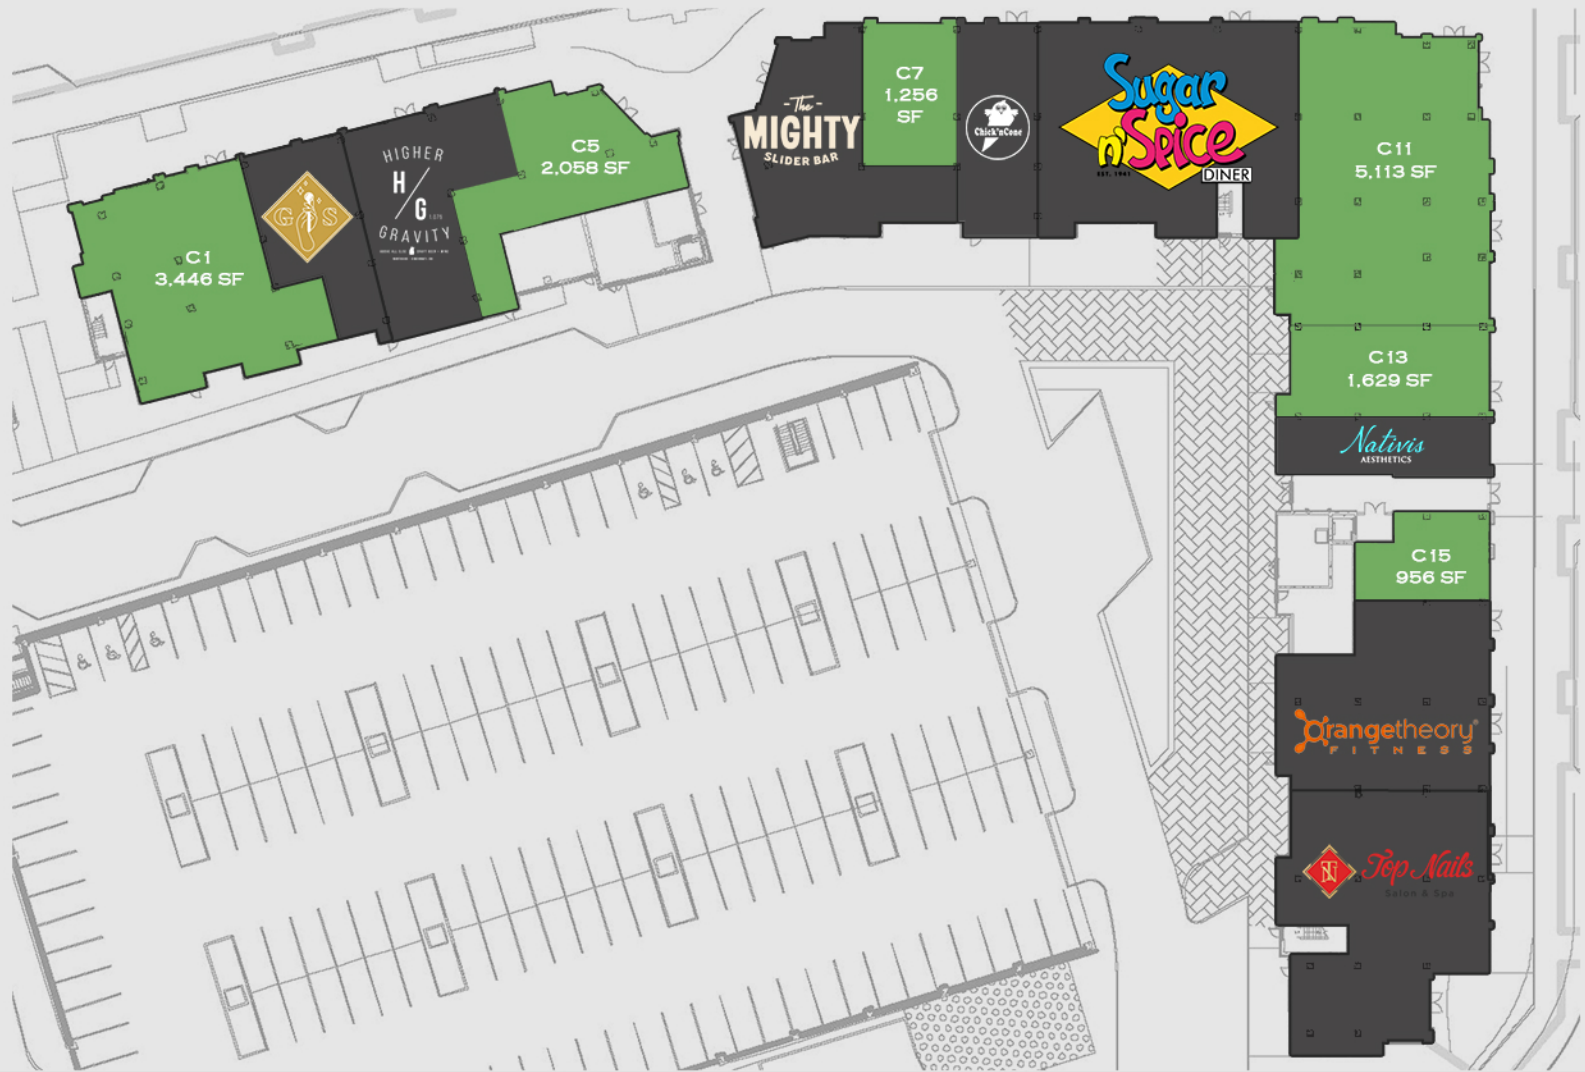 C1
3,446 SF
G S
HIGHER
H/G
GRAVITY
C5
2,058 SF
-The-
MIGHTY
SLIDER BAR
C7
1,256
SF
Chick'nCone
Sugar
n' Spice
EST. 1941
DINER
C11
5,113 SF
C13
1,629 SF
Nativis
AESTHETICS
C15
956 SF
Orangetheory®
FITNESS
TN
Top Nails
Salon & Spa